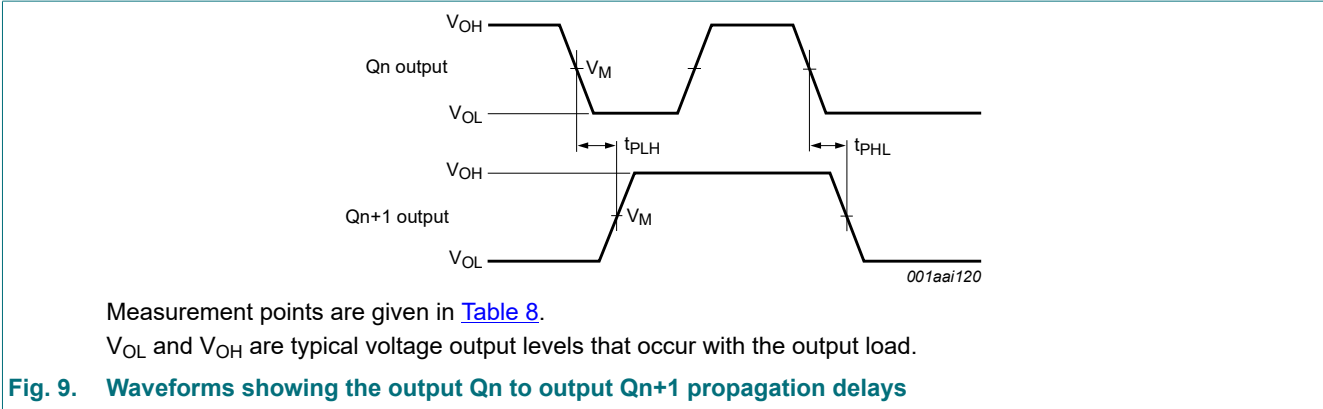 VOH
Qn output
VM
VOL
tPLH
tPHL
VOH
Qn+1 output
VM
VOL
001aai120
Measurement points are given in Table 8.
VOL and VOH are typical voltage output levels that occur with the output load.
Fig. 9. Waveforms showing the output Qn to output Qn+1 propagation delays